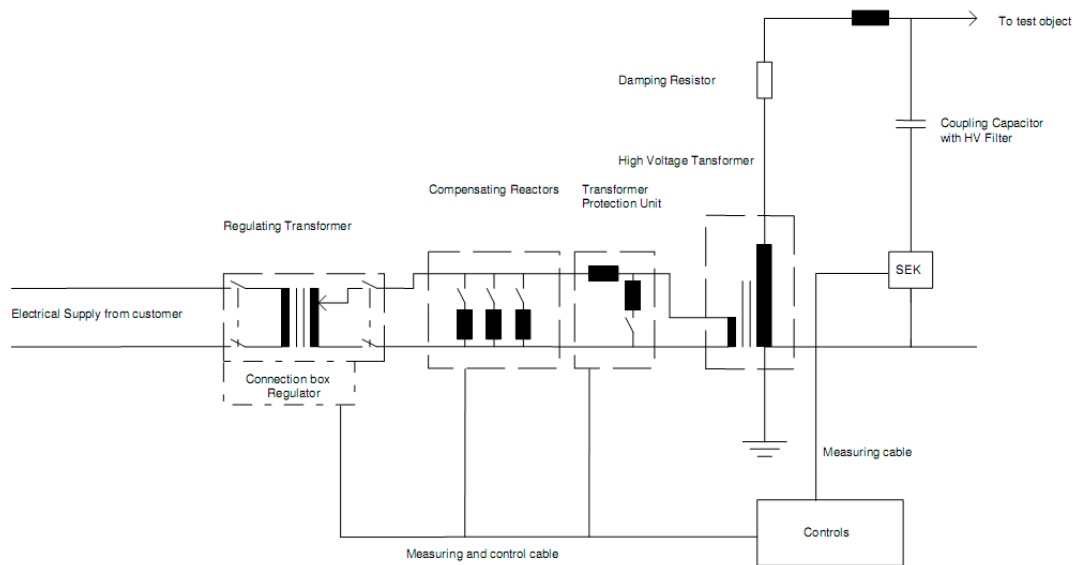 To test object
Damping Resistor
Coupling Capacitor
with HV Filter
High Voltage Tansformer
Compensating Reactors
Transformer
Protection Unit
Regulating Transformer
SEK
Electrical Supply from customer
Connection box
Regulator
Measuring cable
Controls
Measuring and control cable